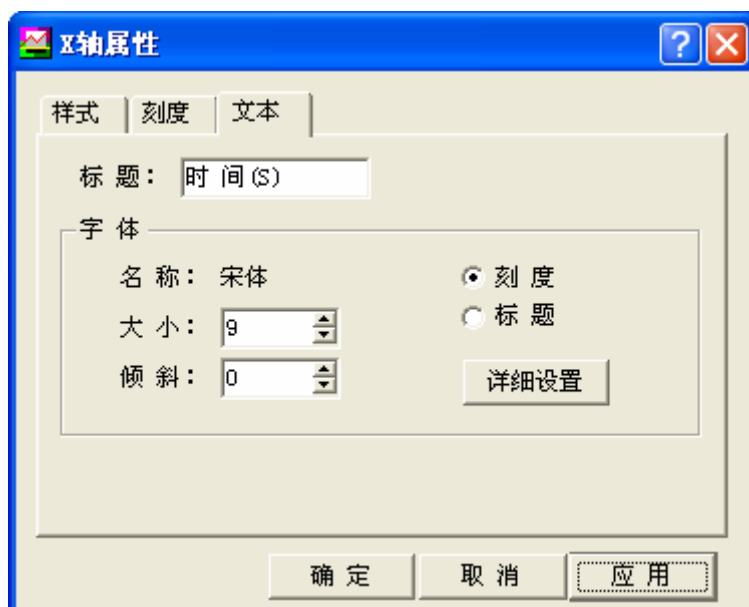 X轴属性
样式 刻度 文本
标 题： 时 间(S)
字 体
名 称： 宋体 刻 度
大 小： 9 标 题
倾 斜： 0 详细设置
确 定 取 消 应 用